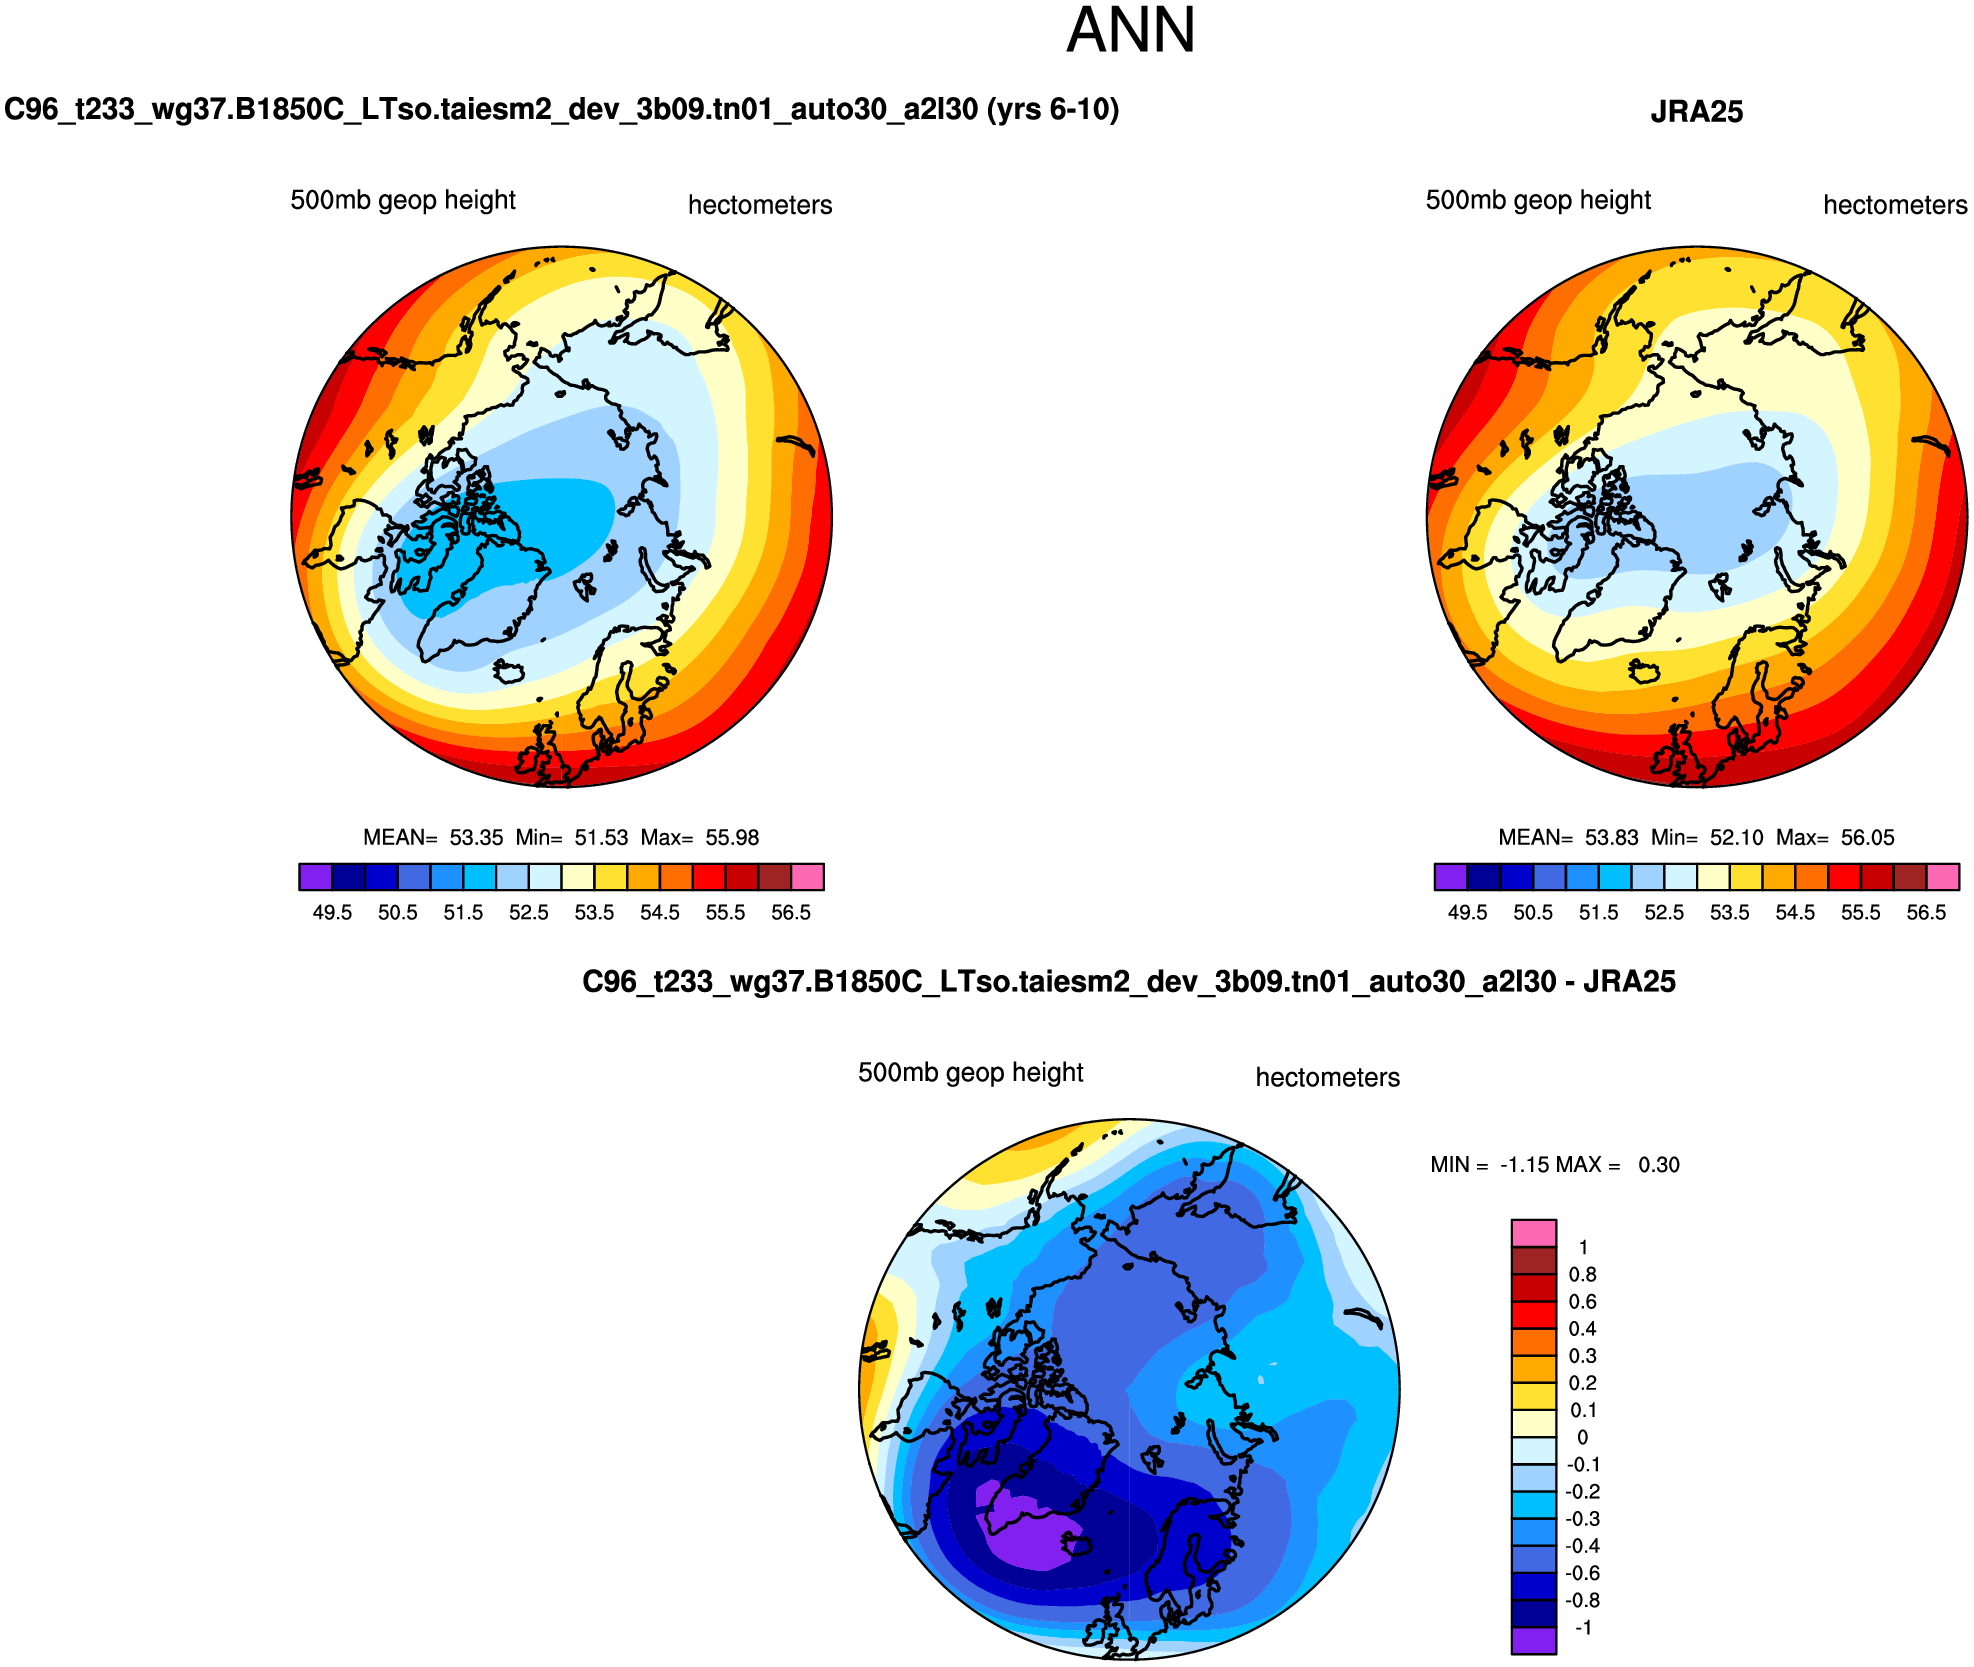 ANN
C96_t233_wg37.B1850C_LTso.taiesm2_dev_3b09.tn01_auto30_a2l30 (yrs 6-10)
JRA25
500mb geop height hectometers
500mb geop height hectometers
MEAN= 53.35 Min= 51.53 Max= 55.98
MEAN= 53.83 Min= 52.10 Max= 56.05
49.5 50.5 51.5 52.5 53.5 54.5 55.5 56.5
49.5 50.5 51.5 52.5 53.5 54.5 55.5 56.5
C96_t233_wg37.B1850C_LTso.taiesm2_dev_3b09.tn01_auto30_a2l30 - JRA25
500mb geop height hectometers
MIN = -1.15 MAX = 0.30
1
0.8
0.6
0.4
0.3
0.2
0.1
0
-0.1
-0.2
-0.3
-0.4
-0.6
-0.8
-1